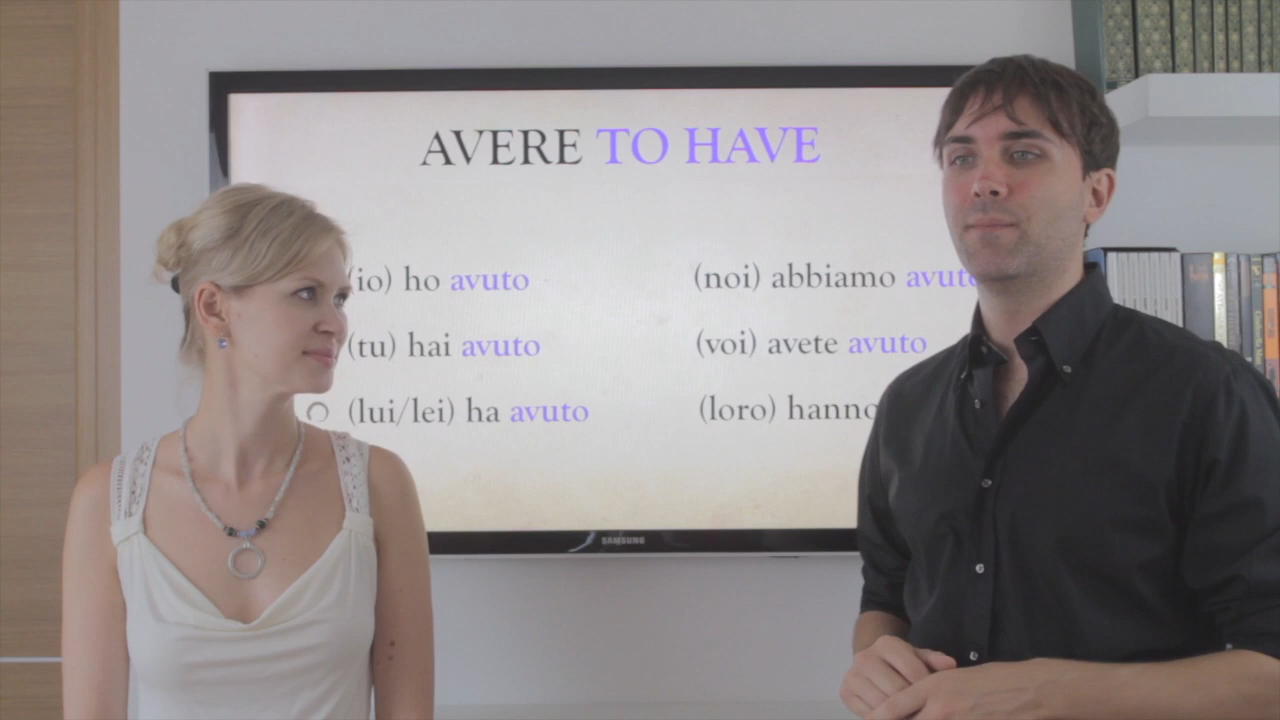 AVERE TO HAVE
(io) ho avuto
(tu) hai avuto
(lui/lei) ha avuto
(noi) abbiamo avuto
(voi) avete avuto
(loro) hanno
SAMSUNG